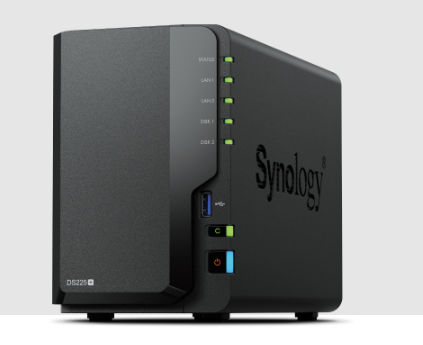 STATUS
LAN 1
LAN 2
DISK 1
DISK 2
Synology
C
DS225+